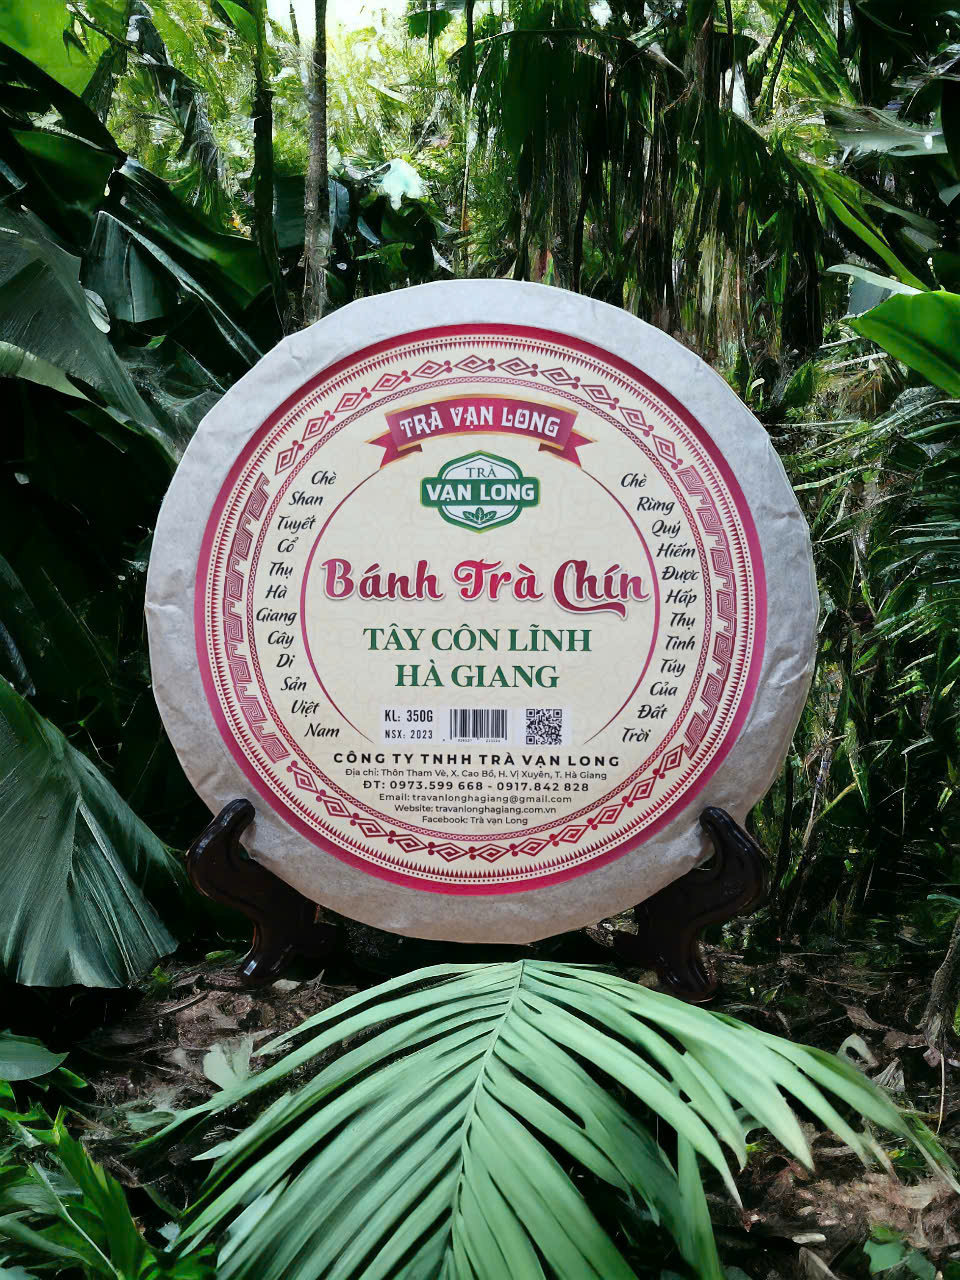 TRÀ VẠN LONG
TRÀ
VẠN LONG
Chè
Shan
Tuyết
Cổ
Thụ
Hà
Giang
Cây
Di
Sản
Việt
Nam
Chè
Rừng
Quý
Hiếm
Được
Hấp
Thụ
Tinh
Túy
Của
Đất
Trời
Bánh Trà Chín
TÂY CÔN LĨNH
HÀ GIANG
KL: 350G
NSX: 2023
CÔNG TY TNHH TRÀ VẠN LONG
Địa chỉ: Thôn Tham Vè, X. Cao Bồ, H. Vị Xuyên, T. Hà Giang
ĐT: 0973.599 668 - 0917.842 828
Email: travanlonghagiang@gmail.com
Website: travanlonghagiang.com.vn
Facebook: Trà vạn Long